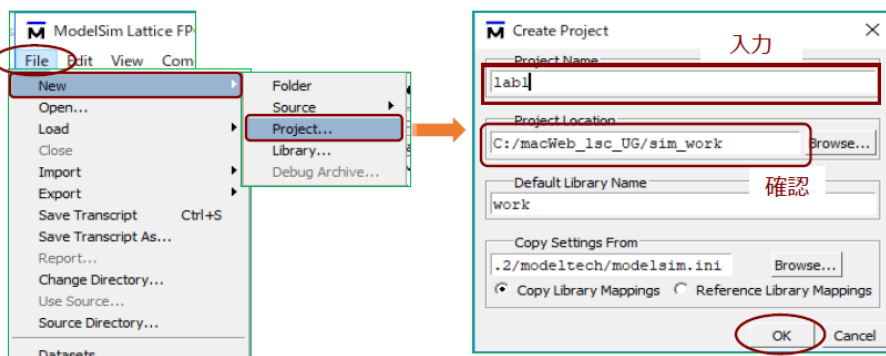 ModelSim Lattice FP
File Edit View Com
New
Open...
Load
Close
Import
Export
Save Transcript Ctrl+S
Save Transcript As...
Report...
Change Directory...
Use Source...
Source Directory...
Datasets
Folder
Source
Project...
Library...
Debug Archive...
Create Project
入力
Project Name
lab1
Project Location
C:/macWeb_lsc_UG/sim_work Browse...
確認
Default Library Name
work
Copy Settings From
.2/modeltech/modelsim.ini Browse...
Copy Library Mappings Reference Library Mappings
OK Cancel